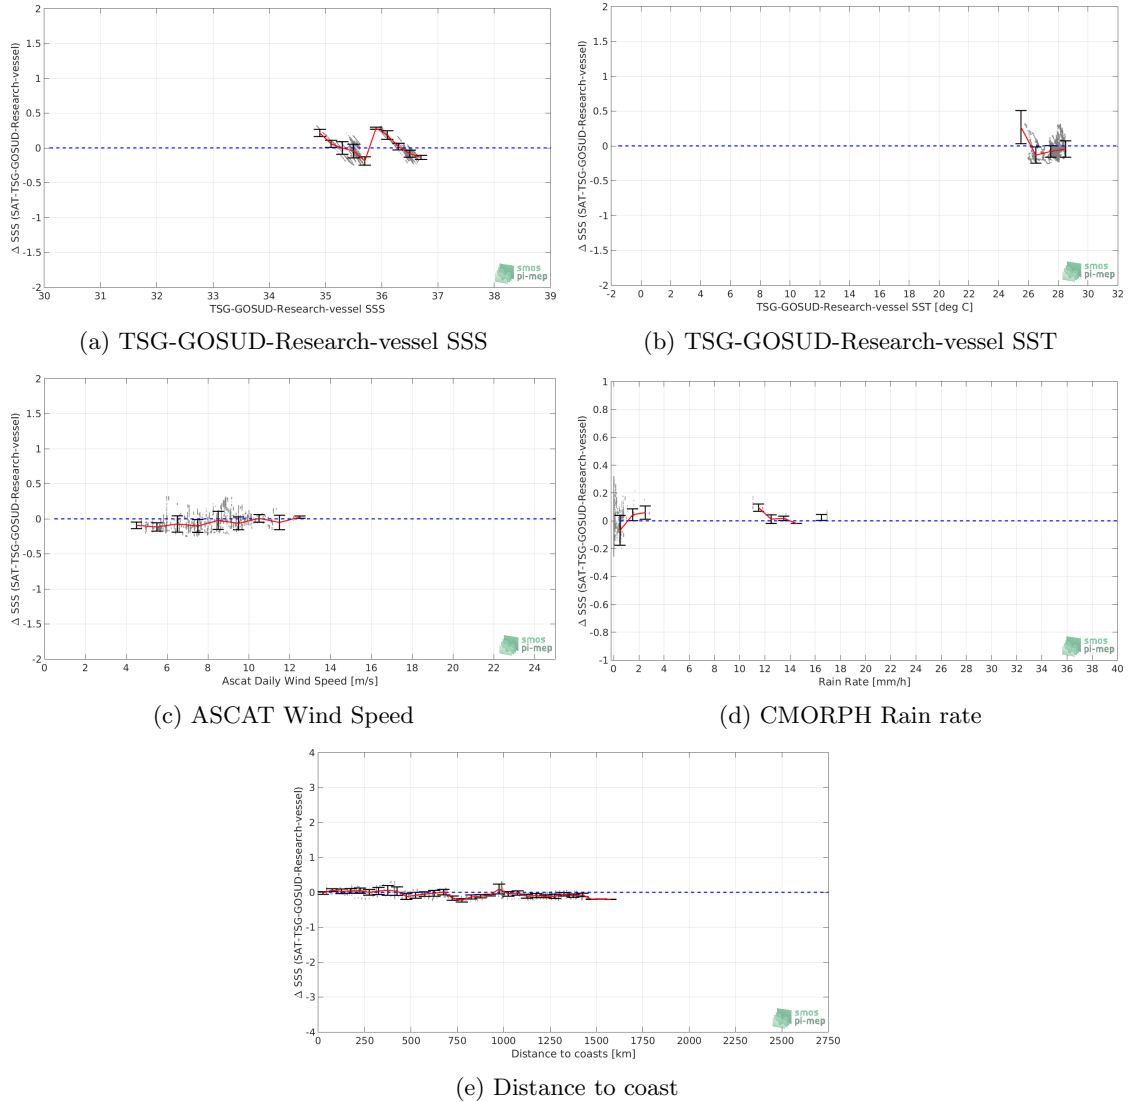 Δ SSS (SAT-TSG-GOSUD-Research-vessel)
2
1.5
1
0.5
0
-0.5
-1
-1.5
-2
30 31 32 33 34 35 36 37 38 39
TSG-GOSUD-Research-vessel SSS
smos
pi-mep
(a) TSG-GOSUD-Research-vessel SSS
Δ SSS (SAT-TSG-GOSUD-Research-vessel)
2
1.5
1
0.5
0
-0.5
-1
-1.5
-2
-2 0 2 4 6 8 10 12 14 16 18 20 22 24 26 28 30 32
TSG-GOSUD-Research-vessel SST [deg C]
smos
pi-mep
(b) TSG-GOSUD-Research-vessel SST
Δ SSS (SAT-TSG-GOSUD-Research-vessel)
2
1.5
1
0.5
0
-0.5
-1
-1.5
-2
0 2 4 6 8 10 12 14 16 18 20 22 24
Ascat Daily Wind Speed [m/s]
smos
pi-mep
(c) ASCAT Wind Speed
Δ SSS (SAT-TSG-GOSUD-Research-vessel)
1
0.8
0.6
0.4
0.2
0
-0.2
-0.4
-0.6
-0.8
-1
0 2 4 6 8 10 12 14 16 18 20 22 24 26 28 30 32 34 36 38 40
Rain Rate [mm/h]
smos
pi-mep
(d) CMORPH Rain rate
Δ SSS (SAT-TSG-GOSUD-Research-vessel)
4
3
2
1
0
-1
-2
-3
-4
0 250 500 750 1000 1250 1500 1750 2000 2250 2500 2750
Distance to coasts [km]
smos
pi-mep
(e) Distance to coast